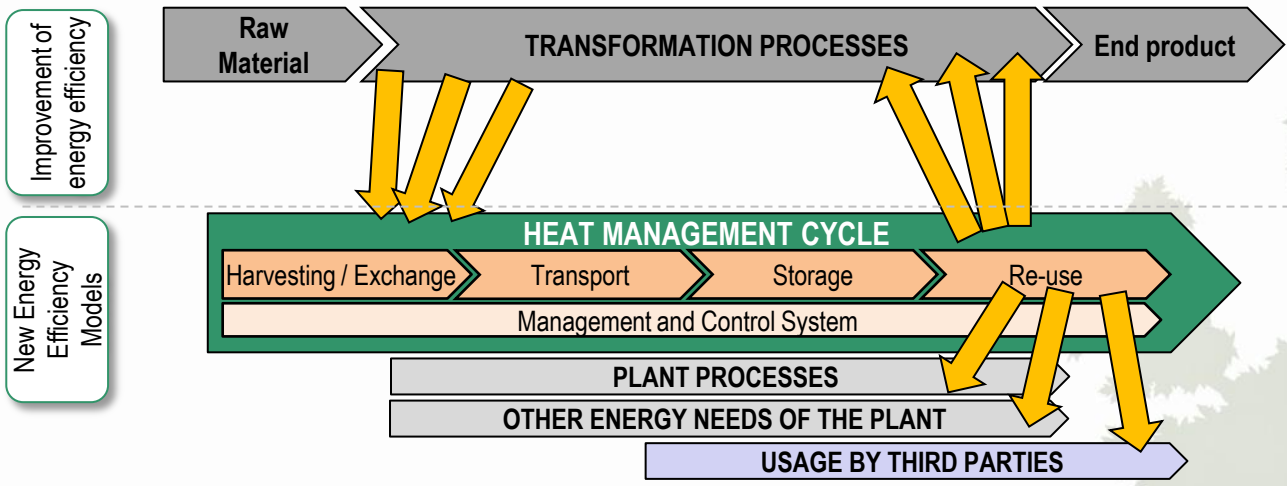 Improvement of
energy efficiency
Raw
Material
TRANSFORMATION PROCESSES
End product
New Energy
Efficiency
Models
HEAT MANAGEMENT CYCLE
Harvesting / Exchange
Transport
Storage
Re-use
Management and Control System
PLANT PROCESSES
OTHER ENERGY NEEDS OF THE PLANT
USAGE BY THIRD PARTIES